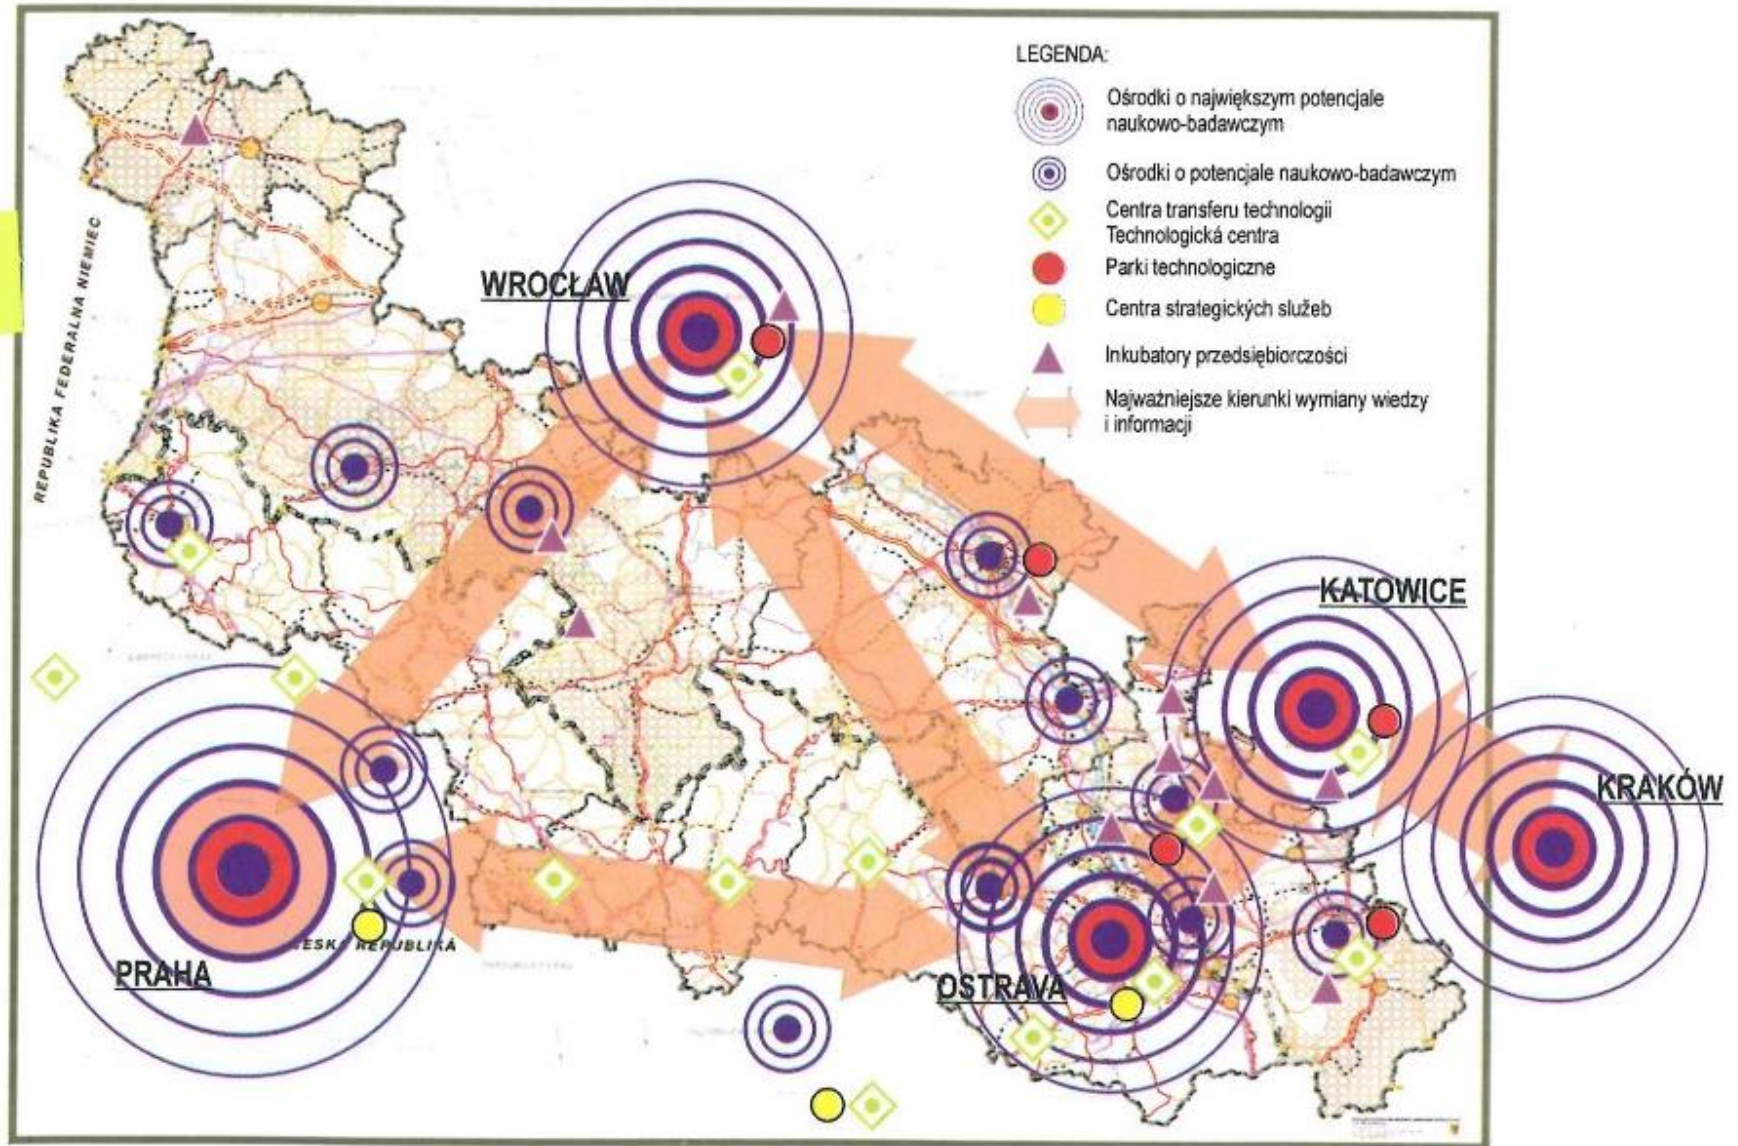 LEGENDA:
Ośrodki o największym potencjale
naukowo-badawczym
Ośrodki o potencjale naukowo-badawczym
Centra transferu technologii
Technologická centra
Parki technologiczne
Centra strategických služeb
Inkubatory przedsiębiorczości
Najważniejsze kierunki wymiany wiedzy
i informacji
REPUBLIKA FEDERALNA NIEMIEC
WROCŁAW
KATOWICE
KRAKÓW
ESKÁ REPUBLIKA
PRAHA
OSTRAVA